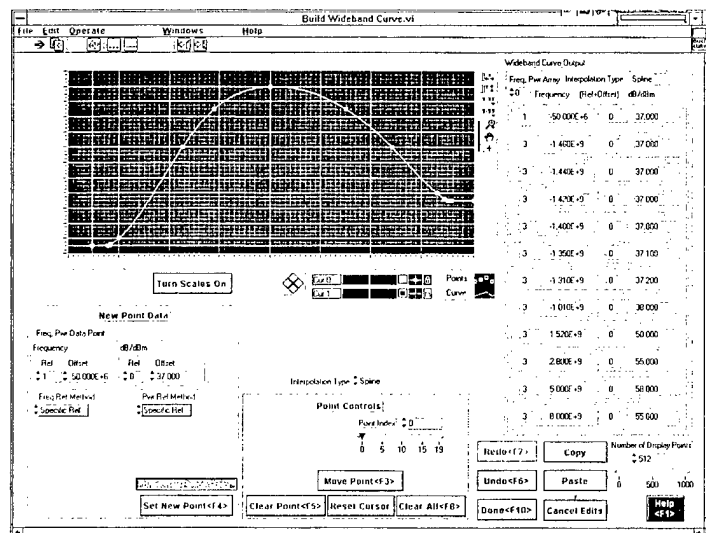 Build Wideband Curve.vi
File Edit Operate Windows Help
Wideband Curve Output
Freq, Pwr Array Interpolation Type Spline
0 Frequency (Ref+Offset) dB/dBm
1 -50.000E+6 0 37.000
3 -1.460E+9 0 37.000
3 -1.440E+9 0 37.000
3 -1.420E+9 0 37.000
3 -1.400E+9 0 37.000
3 -1.350E+9 0 37.100
3 -1.310E+9 0 37.200
3 -1.010E+9 0 38.000
3 1.520E+9 0 50.000
3 2.800E+9 0 55.000
3 5.000E+9 0 58.000
3 8.000E+9 0 55.600
Turn Scales On
Cur 0
Cur 1
Points
Curve
New Point Data
Freq, Pwr Data Point
Frequency dB/dBm
Ref Offset Ref Offset
1 50.000E+6 0 37.000
Freq Ref Method Pwr Ref Method
Specific Ref Specific Ref
Interpolation Type Spline
Point Controls
Point Index 0
0 5 10 15 19
Move Point<F3>
Set New Point<F4>
Clear Point<F5> Reset Cursor Clear All<F8>
Redo<F7> Copy
Undo<F6> Paste
Done<F10> Cancel Edits
Number of Display Points
512
0 500 1000
Help
<F1>